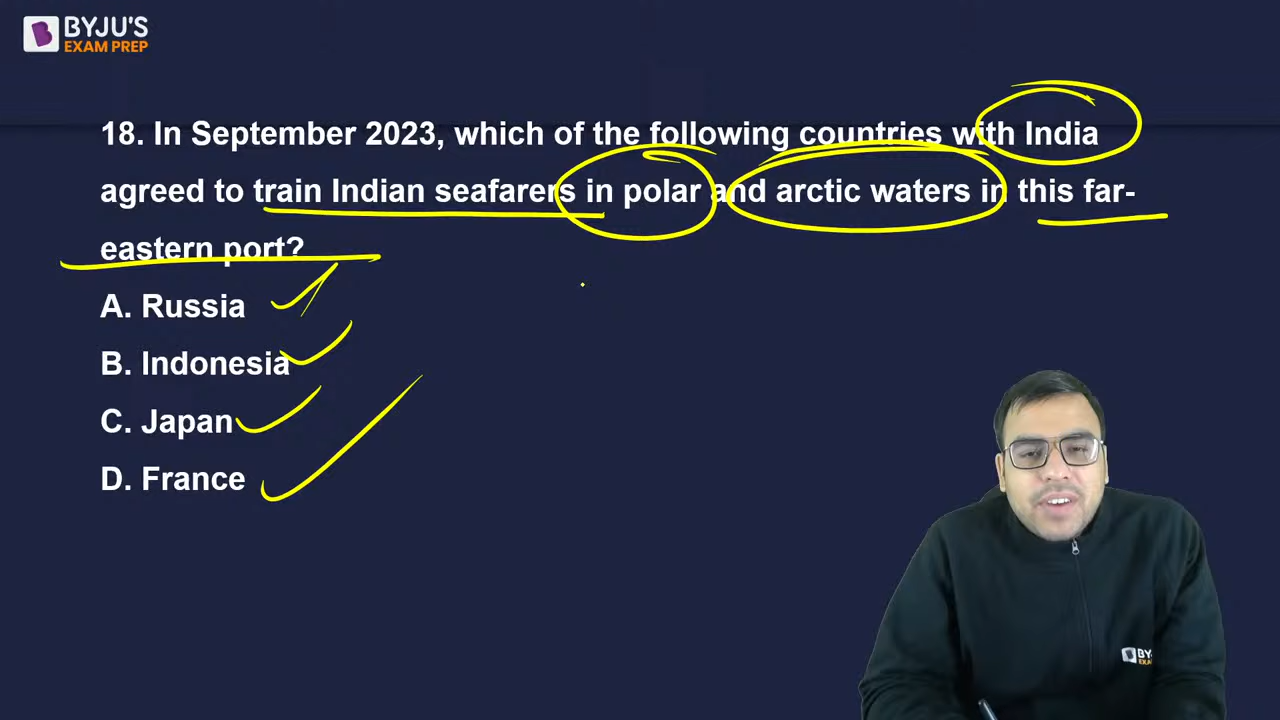 BYJU'S
EXAM PREP
18. In September 2023, which of the following countries with India
agreed to train Indian seafarers in polar and arctic waters in this far-
eastern port?
A. Russia
B. Indonesia
C. Japan
D. France